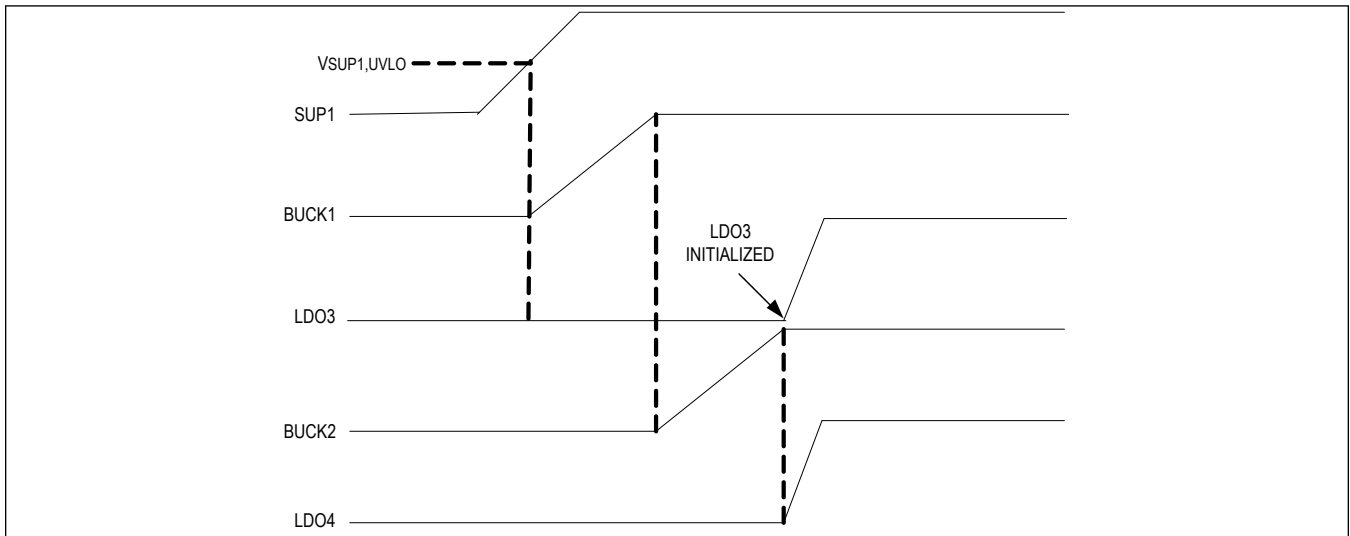 VSUP1,UVLO
SUP1
BUCK1
LDO3
INITIALIZED
LDO3
BUCK2
LDO4